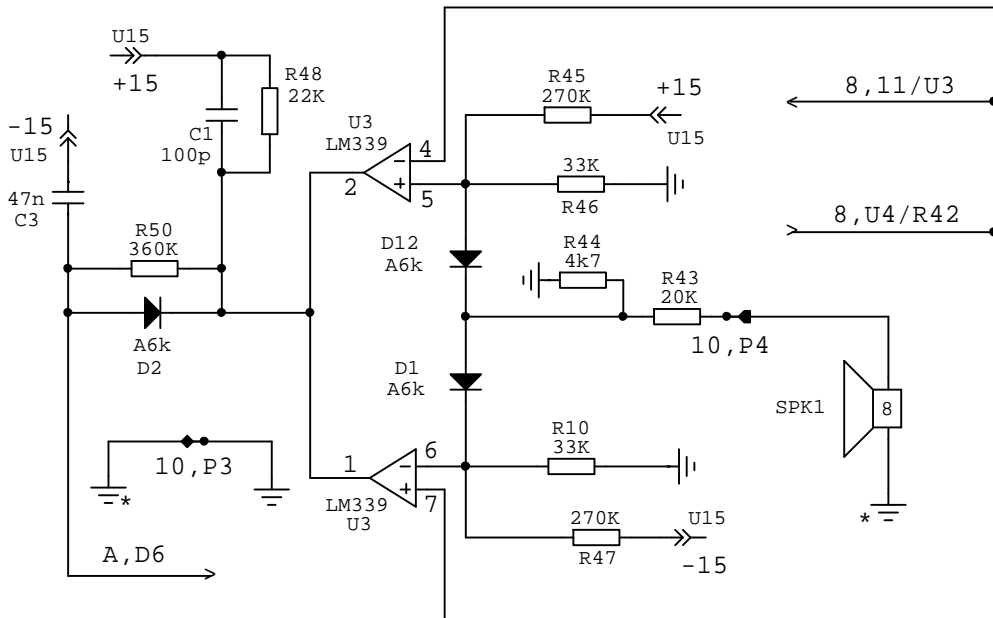 U15
+15
R48
22K
C1
100p
-15
U15
47n
C3
R50
360K
A6k
D2
10,P3
*
A,D6
U3
LM339
2
4
5
-
+
R45
270K
+15
U15
33K
R46
D12
A6k
R44
4k7
R43
20K
10,P4
8,11/U3
8,U4/R42
D1
A6k
SPK1
8
*
R10
33K
1
6
7
-
+
LM339
U3
270K
R47
U15
-15